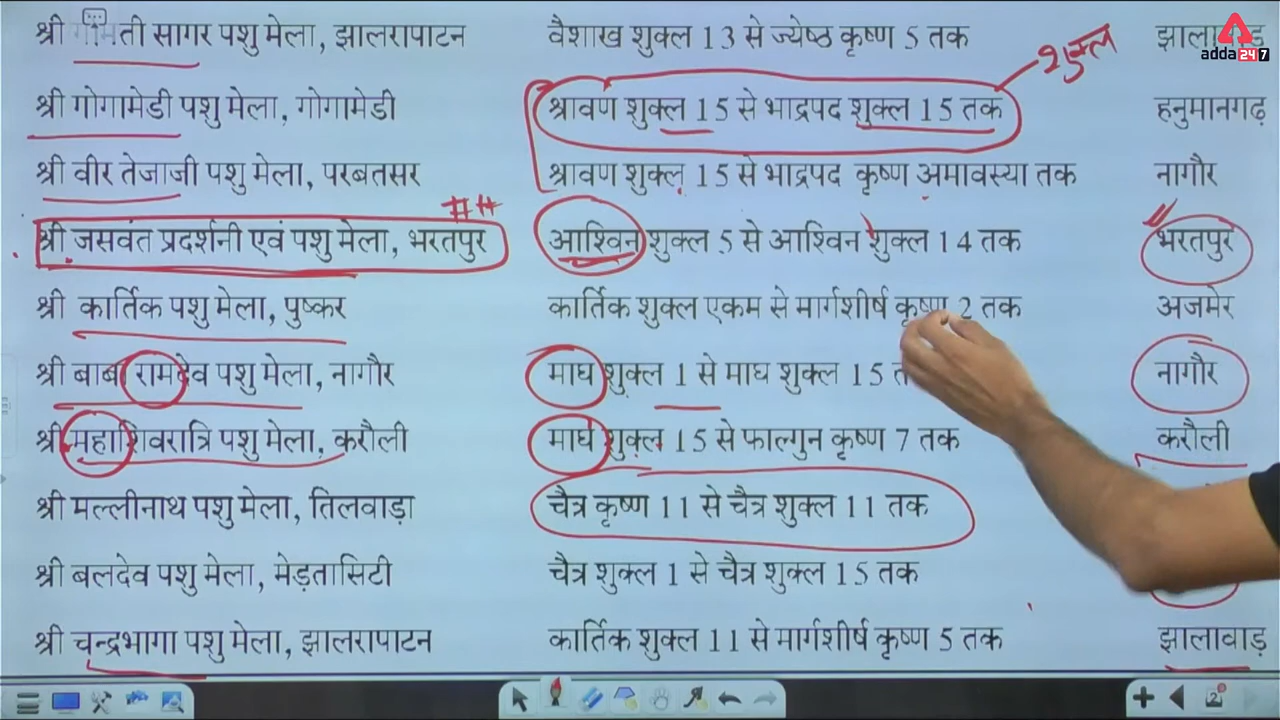 श्री गोमती सागर पशु मेला, झालरापाटन वैशाख शुक्ल 13 से ज्येष्ठ कृष्ण 5 तक
adda 247
शुक्ल
श्री गोगामेडी पशु मेला, गोगामेडी श्रावण शुक्ल 15 से भाद्रपद शुक्ल 15 तक हनुमानगढ़
श्री वीर तेजाजी पशु मेला, परबतसर श्रावण शुक्ल 15 से भाद्रपद कृष्ण अमावस्या तक नागौर
श्री जसवंत प्रदर्शनी एवं पशु मेला, भरतपुर आश्विन शुक्ल 5 से आश्विन शुक्ल 14 तक भरतपुर
श्री कार्तिक पशु मेला, पुष्कर कार्तिक शुक्ल एकम से मार्गशीर्ष कृष्ण 2 तक अजमेर
श्री बाबा रामदेव पशु मेला, नागौर माघ शुक्ल 1 से माघ शुक्ल 15 नागौर
श्री महाशिवरात्रि पशु मेला, करौली माघ शुक्ल 15 से फाल्गुन कृष्ण 7 तक करौली
श्री मल्लीनाथ पशु मेला, तिलवाड़ा चैत्र कृष्ण 11 से चैत्र शुक्ल 11 तक
श्री बलदेव पशु मेला, मेड़तासिटी चैत्र शुक्ल 1 से चैत्र शुक्ल 15 तक
श्री चन्द्रभागा पशु मेला, झालरापाटन कार्तिक शुक्ल 11 से मार्गशीर्ष कृष्ण 5 तक झालावाड़